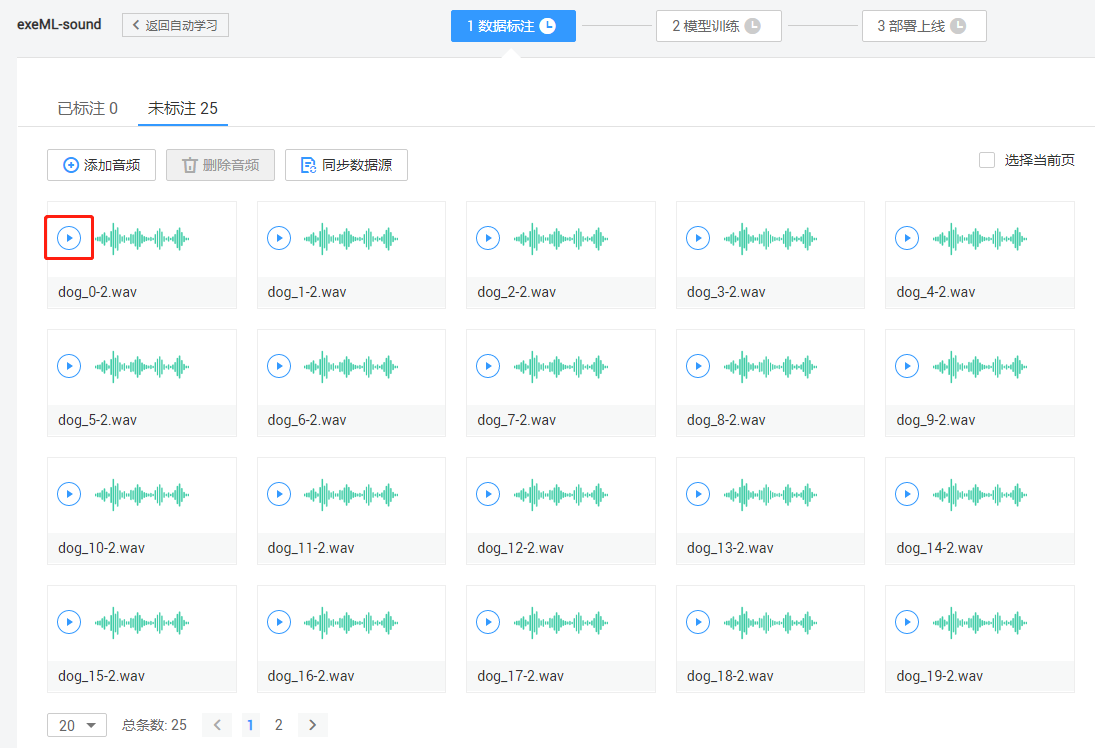 exeML-sound 返回自动学习 1 数据标注 2 模型训练 3 部署上线
已标注 0 未标注 25
添加音频 删除音频 同步数据源 选择当前页
dog_0-2.wav dog_1-2.wav dog_2-2.wav dog_3-2.wav dog_4-2.wav
dog_5-2.wav dog_6-2.wav dog_7-2.wav dog_8-2.wav dog_9-2.wav
dog_10-2.wav dog_11-2.wav dog_12-2.wav dog_13-2.wav dog_14-2.wav
dog_15-2.wav dog_16-2.wav dog_17-2.wav dog_18-2.wav dog_19-2.wav
20 总条数: 25 1 2